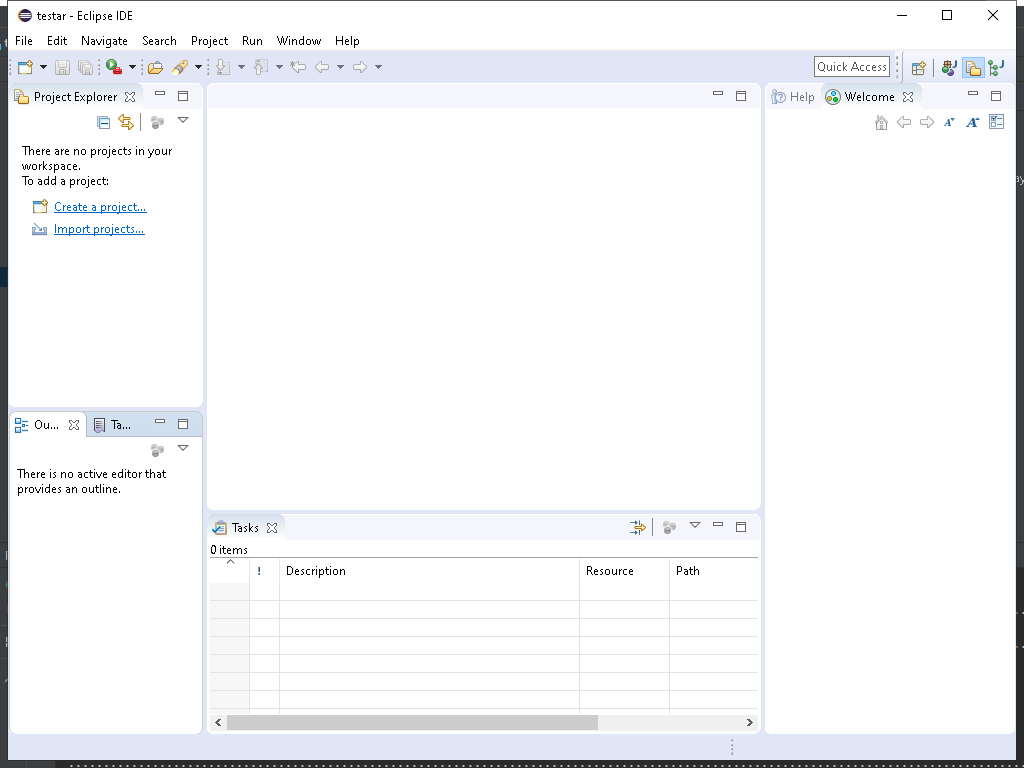 testar - Eclipse IDE
File Edit Navigate Search Project Run Window Help
Quick Access
Project Explorer
There are no projects in your
workspace.
To add a project:
Create a project...
Import projects...
Ou...
Ta...
There is no active editor that
provides an outline.
Tasks
0 items
! Description Resource Path
Help
Welcome